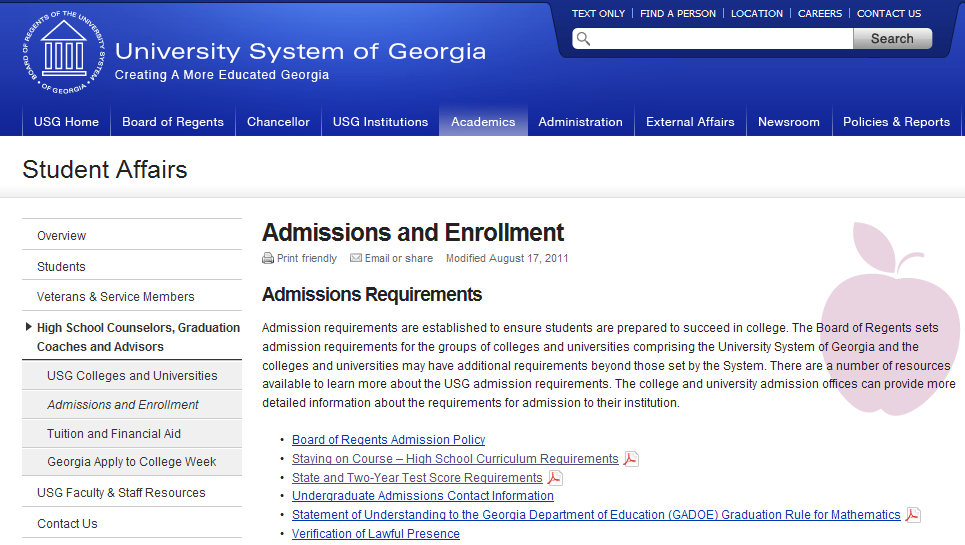 TEXT ONLY | FIND A PERSON | LOCATION | CAREERS | CONTACT US
BOARD OF REGENTS OF THE UNIVERSITY SYSTEM OF GEORGIA
University System of Georgia
Creating A More Educated Georgia
Search
USG Home Board of Regents Chancellor USG Institutions Academics Administration External Affairs Newsroom Policies & Reports
Student Affairs
Overview
Students
Veterans & Service Members
High School Counselors, Graduation
Coaches and Advisors
USG Colleges and Universities
Admissions and Enrollment
Tuition and Financial Aid
Georgia Apply to College Week
USG Faculty & Staff Resources
Contact Us
Admissions and Enrollment
Print friendly Email or share Modified August 17, 2011
Admissions Requirements
Admission requirements are established to ensure students are prepared to succeed in college. The Board of Regents sets
admission requirements for the groups of colleges and universities comprising the University System of Georgia and the
colleges and universities may have additional requirements beyond those set by the System. There are a number of resources
available to learn more about the USG admission requirements. The college and university admission offices can provide more
detailed information about the requirements for admission to their institution.
• Board of Regents Admission Policy
• Staying on Course – High School Curriculum Requirements
• State and Two-Year Test Score Requirements
• Undergraduate Admissions Contact Information
• Statement of Understanding to the Georgia Department of Education (GADOE) Graduation Rule for Mathematics
• Verification of Lawful Presence